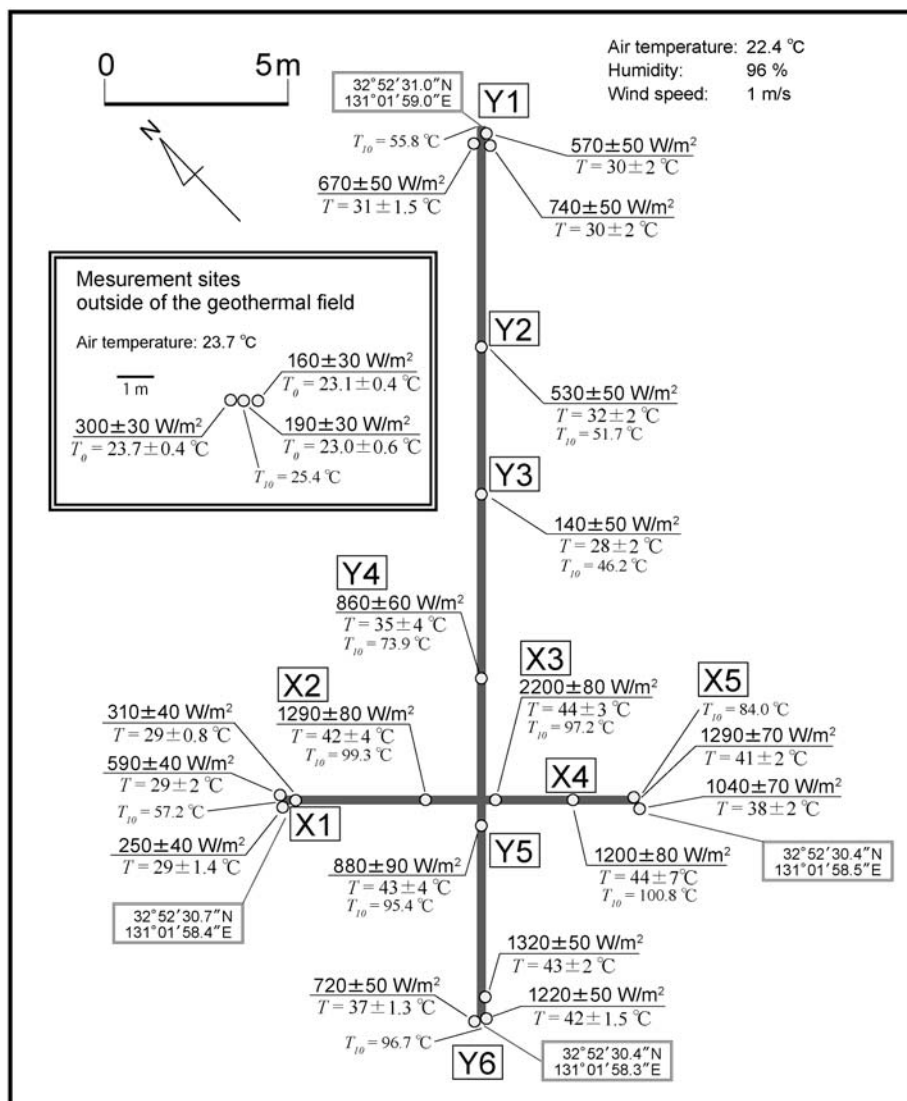 0 5m
N
Air temperature: 22.4 ℃
Humidity: 96 %
Wind speed: 1 m/s
32°52′31.0″N
131°01′59.0″E
Y1
T10 = 55.8 ℃
570±50 W/m²
T = 30±2 ℃
670±50 W/m²
T = 31±1.5 ℃
740±50 W/m²
T = 30±2 ℃
Mesurement sites
outside of the geothermal field
Air temperature: 23.7 ℃
1 m
160±30 W/m²
T0 = 23.1±0.4 ℃
300±30 W/m²
T0 = 23.7±0.4 ℃
190±30 W/m²
T0 = 23.0±0.6 ℃
T10 = 25.4 ℃
Y2
530±50 W/m²
T = 32±2 ℃
T10 = 51.7 ℃
Y3
140±50 W/m²
T = 28±2 ℃
T10 = 46.2 ℃
Y4
860±60 W/m²
T = 35±4 ℃
T10 = 73.9 ℃
X2
1290±80 W/m²
T = 42±4 ℃
T10 = 99.3 ℃
X3
2200±80 W/m²
T = 44±3 ℃
T10 = 97.2 ℃
X5
T10 = 84.0 ℃
1290±70 W/m²
T = 41±2 ℃
1040±70 W/m²
T = 38±2 ℃
32°52′30.4″N
131°01′58.5″E
310±40 W/m²
T = 29±0.8 ℃
590±40 W/m²
T = 29±2 ℃
T10 = 57.2 ℃
X1
250±40 W/m²
T = 29±1.4 ℃
32°52′30.7″N
131°01′58.4″E
X4
1200±80 W/m²
T = 44±7℃
T10 = 100.8 ℃
Y5
880±90 W/m²
T = 43±4 ℃
T10 = 95.4 ℃
1320±50 W/m²
T = 43±2 ℃
720±50 W/m²
T = 37±1.3 ℃
1220±50 W/m²
T = 42±1.5 ℃
T10 = 96.7 ℃
Y6
32°52′30.4″N
131°01′58.3″E